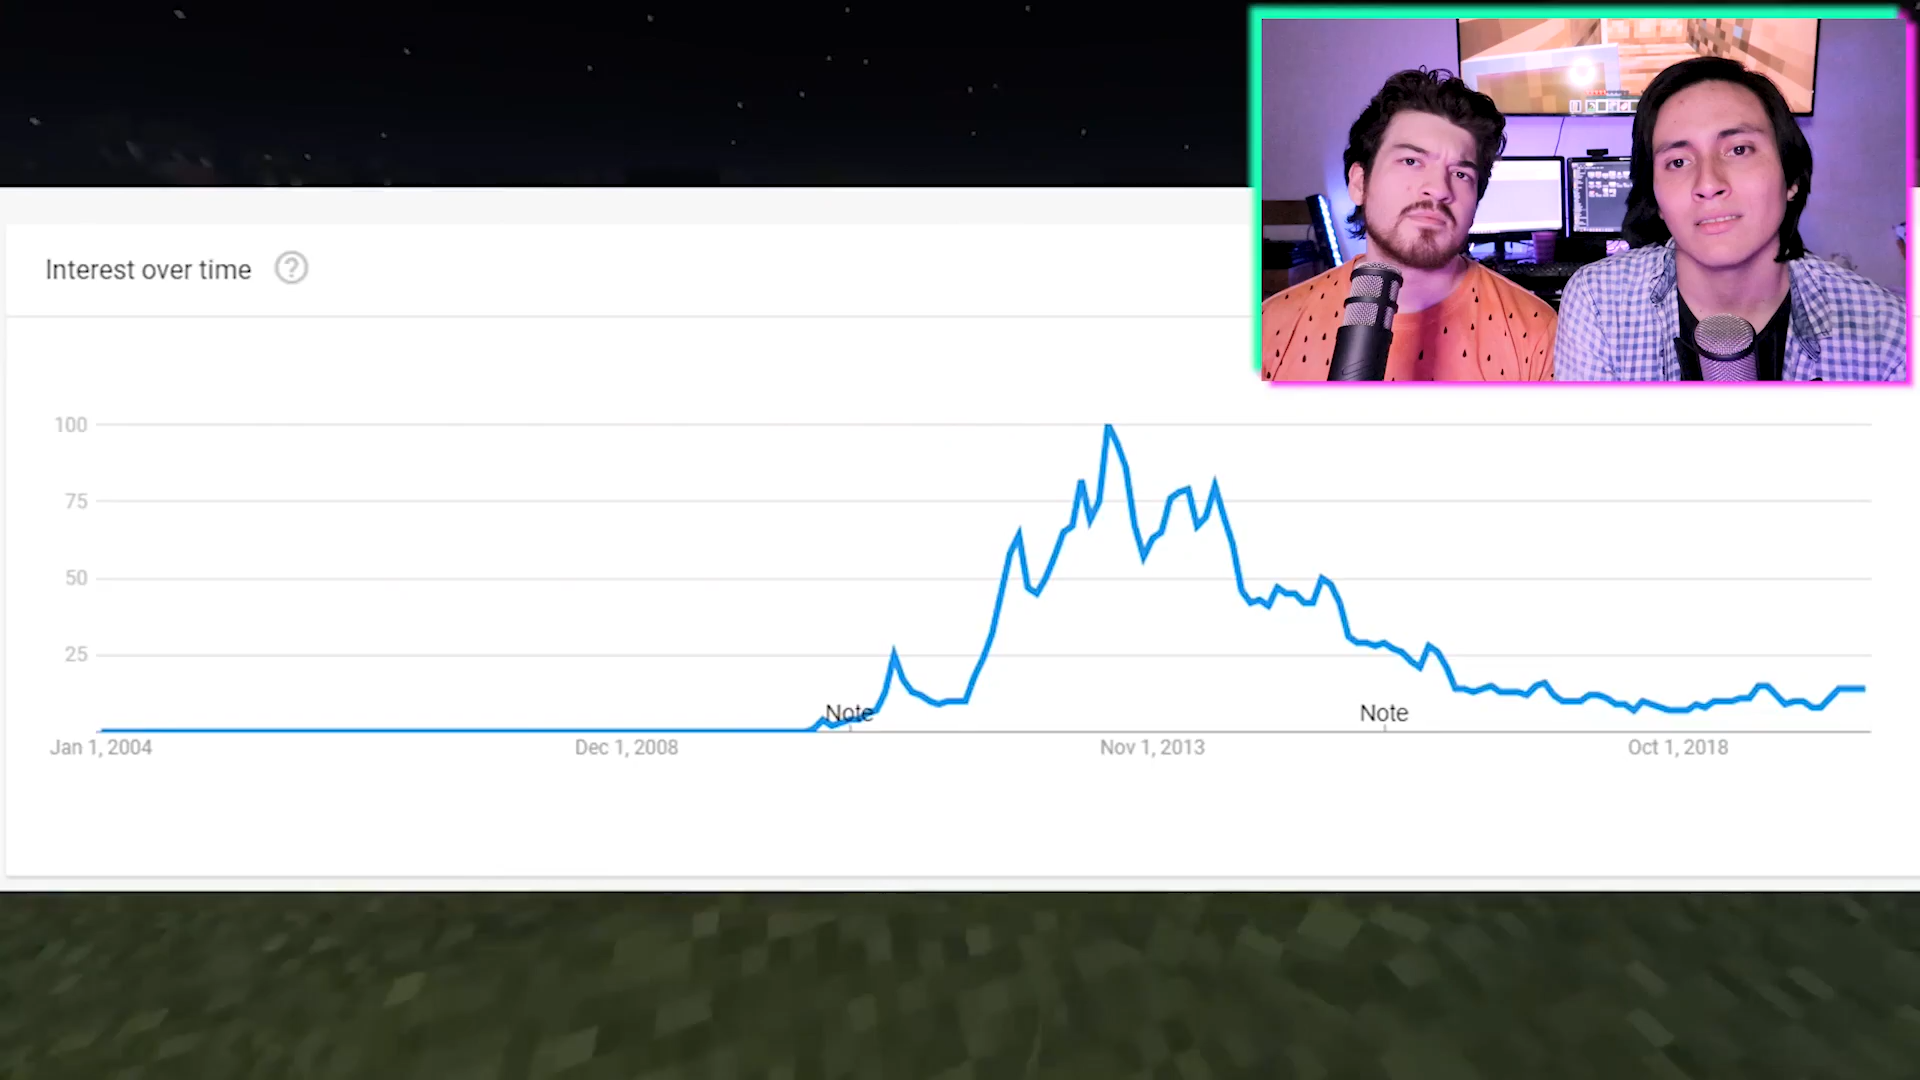 Interest over time ?
100
75
50
25
Note
Note
Jan 1, 2004
Dec 1, 2008
Nov 1, 2013
Oct 1, 2018